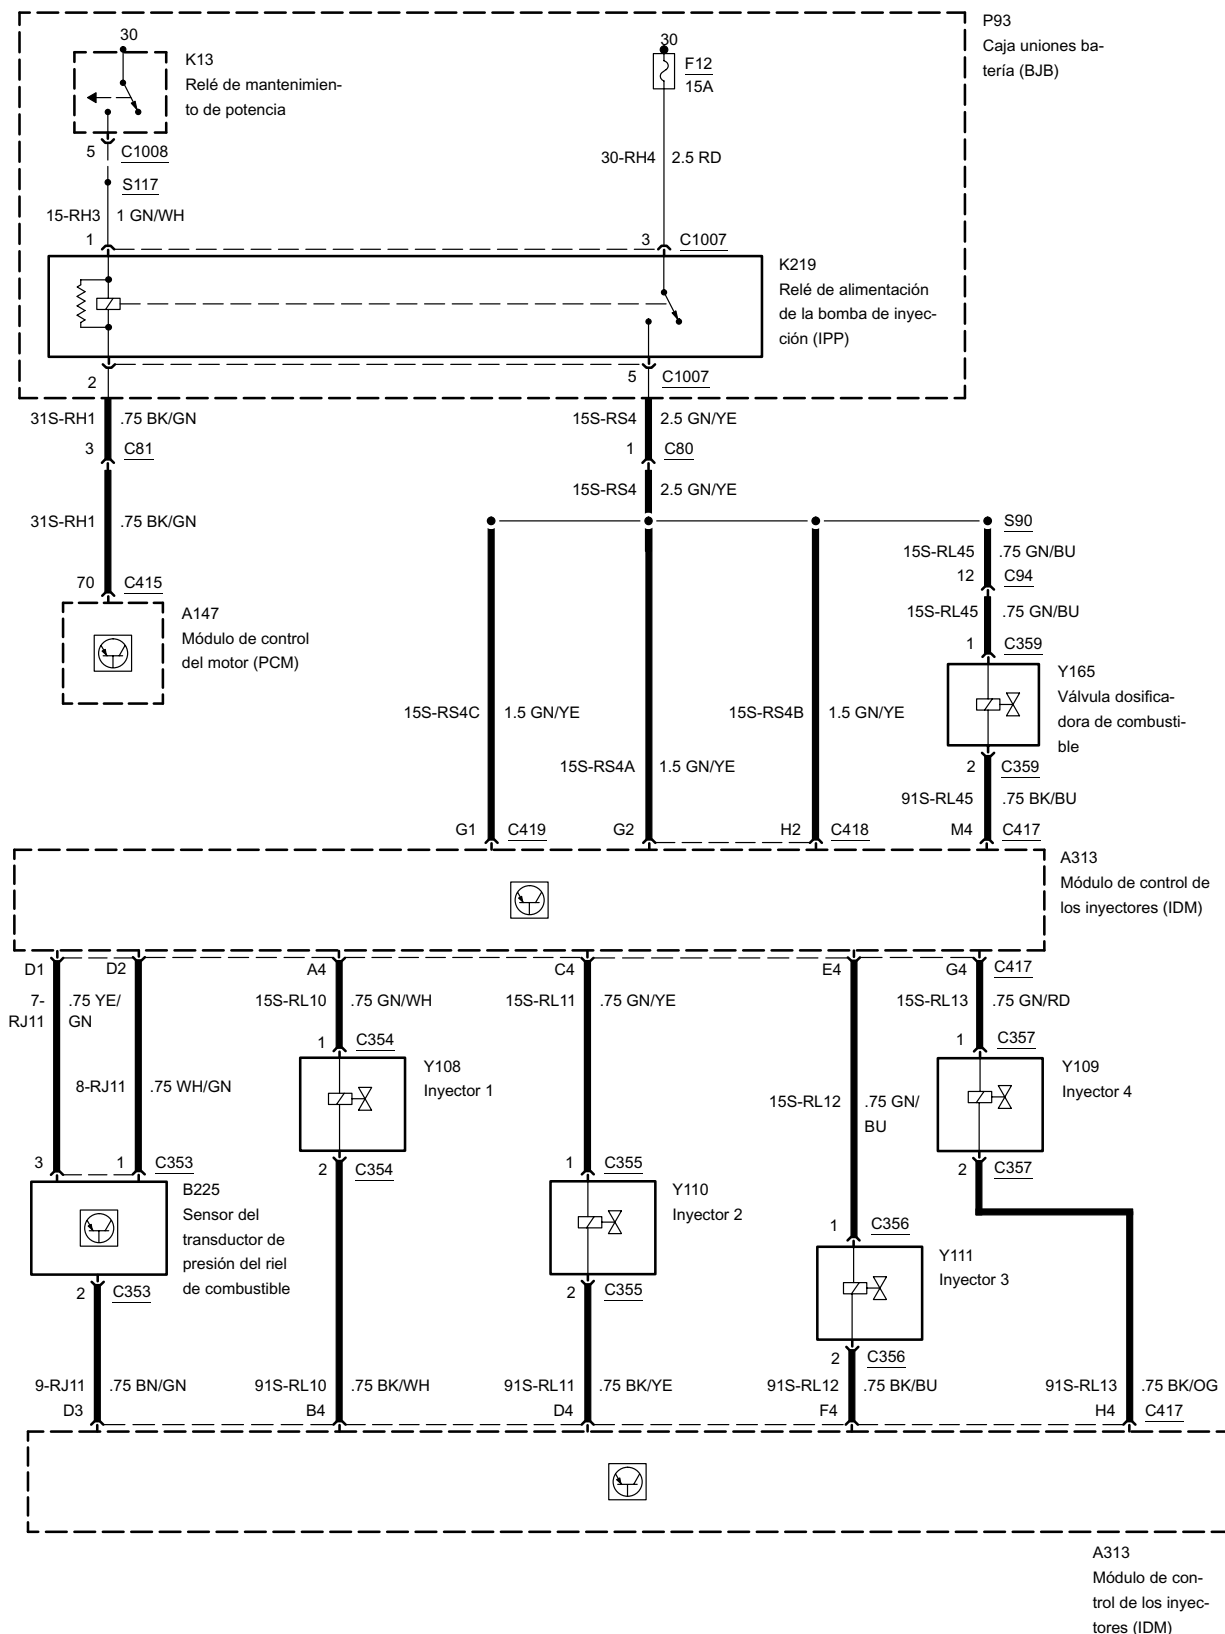 P93
Caja uniones ba-
tería (BJB)
30
K13
Relé de mantenimien-
to de potencia
30
F12
15A
5 C1008
S117
30-RH4 2.5 RD
15-RH3 1 GN/WH
1
3 C1007
K219
Relé de alimentación
de la bomba de inyec-
ción (IPP)
2
5 C1007
31S-RH1 .75 BK/GN
15S-RS4 2.5 GN/YE
3 C81
1 C80
15S-RS4 2.5 GN/YE
31S-RH1 .75 BK/GN
S90
15S-RL45 .75 GN/BU
12 C94
70 C415
A147
Módulo de control
del motor (PCM)
15S-RL45 .75 GN/BU
1 C359
Y165
Válvula dosifica-
dora de combusti-
ble
15S-RS4C 1.5 GN/YE
15S-RS4B 1.5 GN/YE
15S-RS4A 1.5 GN/YE
2 C359
91S-RL45 .75 BK/BU
G1 C419
G2
H2 C418
M4 C417
A313
Módulo de control de
los inyectores (IDM)
D1
D2
A4
C4
E4
G4 C417
7-
RJ11
.75 YE/
GN
15S-RL10 .75 GN/WH
15S-RL11 .75 GN/YE
15S-RL13 .75 GN/RD
1 C354
1 C357
Y108
Inyector 1
Y109
Inyector 4
8-RJ11 .75 WH/GN
15S-RL12 .75 GN/
BU
3
1 C353
2 C354
1 C355
2 C357
B225
Sensor del
transductor de
presión del riel
de combustible
Y110
Inyector 2
1 C356
Y111
Inyector 3
2 C353
2 C355
2 C356
9-RJ11 .75 BN/GN
91S-RL10 .75 BK/WH
91S-RL11 .75 BK/YE
91S-RL12 .75 BK/BU
91S-RL13 .75 BK/OG
D3
B4
D4
F4
H4 C417
A313
Módulo de con-
trol de los inyec-
tores (IDM)